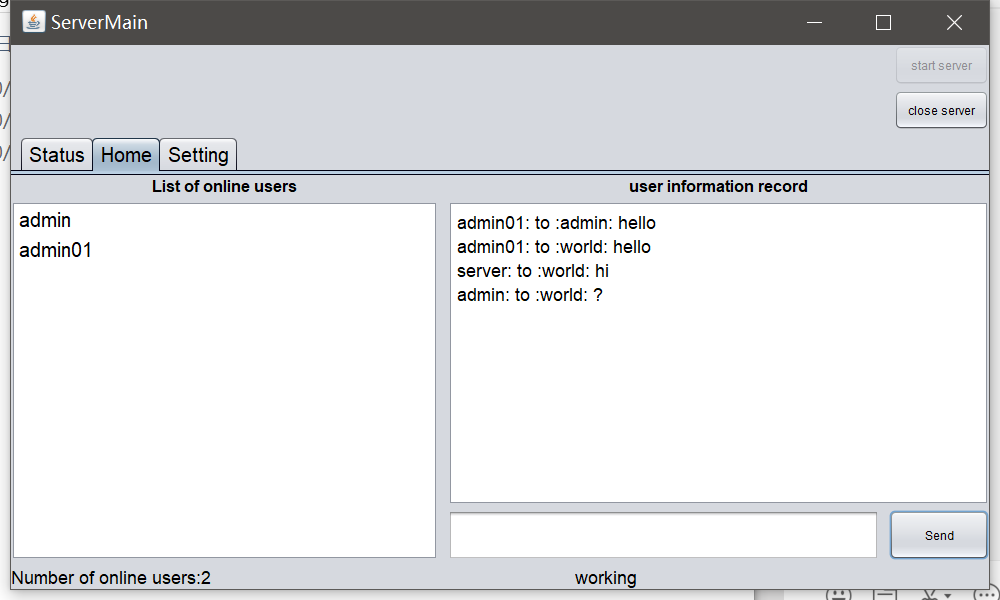 ServerMain
start server
close server
Status Home Setting
List of online users
user information record
admin
admin01
admin01: to :admin: hello
admin01: to :world: hello
server: to :world: hi
admin: to :world: ?
Send
Number of online users:2
working